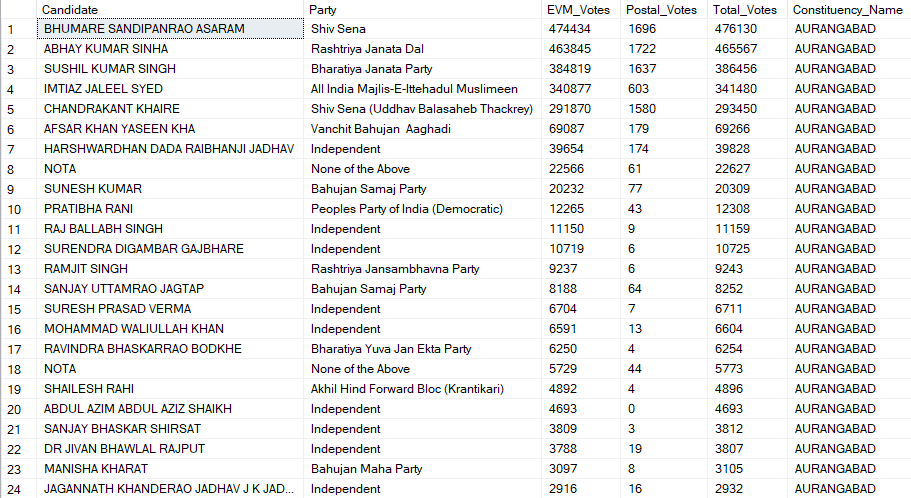 Candidate Party EVM_Votes Postal_Votes Total_Votes Constituency_Name
1 BHUMARE SANDIPANRAO ASARAM Shiv Sena 474434 1696 476130 AURANGABAD
2 ABHAY KUMAR SINHA Rashtriya Janata Dal 463845 1722 465567 AURANGABAD
3 SUSHIL KUMAR SINGH Bharatiya Janata Party 384819 1637 386456 AURANGABAD
4 IMTIAZ JALEEL SYED All India Majlis-E-Ittehadul Muslimeen 340877 603 341480 AURANGABAD
5 CHANDRAKANT KHAIRE Shiv Sena (Uddhav Balasaheb Thackrey) 291870 1580 293450 AURANGABAD
6 AFSAR KHAN YASEEN KHA Vanchit Bahujan Aaghadi 69087 179 69266 AURANGABAD
7 HARSHWARDHAN DADA RAIBHANJI JADHAV Independent 39654 174 39828 AURANGABAD
8 NOTA None of the Above 22566 61 22627 AURANGABAD
9 SUNESH KUMAR Bahujan Samaj Party 20232 77 20309 AURANGABAD
10 PRATIBHA RANI Peoples Party of India (Democratic) 12265 43 12308 AURANGABAD
11 RAJ BALLABH SINGH Independent 11150 9 11159 AURANGABAD
12 SURENDRA DIGAMBAR GAJBHARE Independent 10719 6 10725 AURANGABAD
13 RAMJIT SINGH Rashtriya Jansambhavna Party 9237 6 9243 AURANGABAD
14 SANJAY UTTAMRAO JAGTAP Bahujan Samaj Party 8188 64 8252 AURANGABAD
15 SURESH PRASAD VERMA Independent 6704 7 6711 AURANGABAD
16 MOHAMMAD WALIULLAH KHAN Independent 6591 13 6604 AURANGABAD
17 RAVINDRA BHASKARRAO BODKHE Bharatiya Yuva Jan Ekta Party 6250 4 6254 AURANGABAD
18 NOTA None of the Above 5729 44 5773 AURANGABAD
19 SHAILESH RAHI Akhil Hind Forward Bloc (Krantikari) 4892 4 4896 AURANGABAD
20 ABDUL AZIM ABDUL AZIZ SHAIKH Independent 4693 0 4693 AURANGABAD
21 SANJAY BHASKAR SHIRSAT Independent 3809 3 3812 AURANGABAD
22 DR JIVAN BHAWLAL RAJPUT Independent 3788 19 3807 AURANGABAD
23 MANISHA KHARAT Bahujan Maha Party 3097 8 3105 AURANGABAD
24 JAGANNATH KHANDERAO JADHAV J K JAD... Independent 2916 16 2932 AURANGABAD